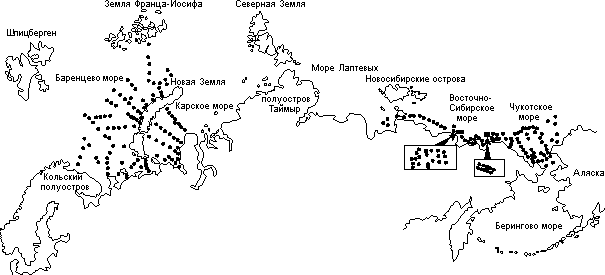 Земля Франца-Иосифа
Северная Земля
Шпицберген
Море Лаптевых
Баренцево море
Новая Земля
Новосибирские острова
Карское море
полуостров
Таймыр
Восточно-
Сибирское
море
Чукотское
море
Кольский
полуостров
Аляска
Берингово море